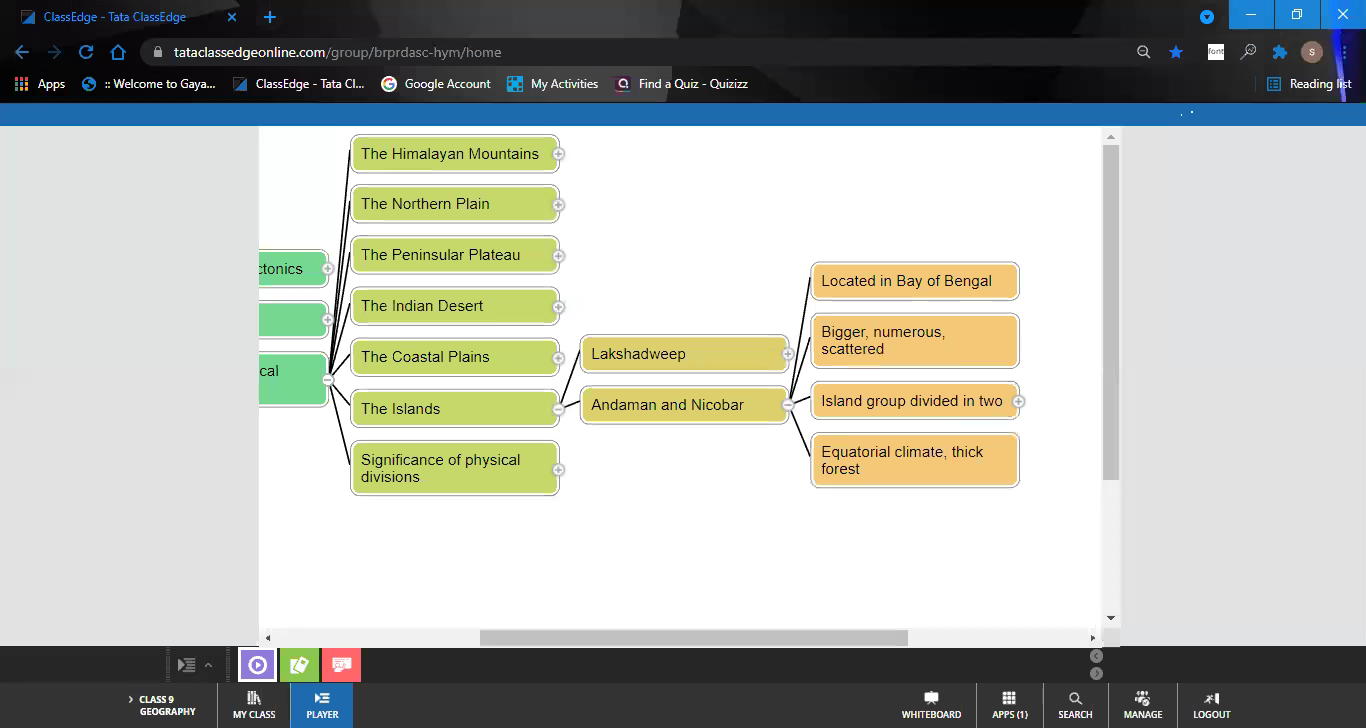 ClassEdge - Tata ClassEdge
tataclassedgeonline.com/group/brprdasc-hym/home
font
S
Apps
:: Welcome to Gaya...
ClassEdge - Tata Cl...
Google Account
My Activities
Find a Quiz - Quizizz
Reading list
The Himalayan Mountains
The Northern Plain
The Peninsular Plateau
ctonics
The Indian Desert
Located in Bay of Bengal
Bigger, numerous,
scattered
The Coastal Plains
Lakshadweep
cal
The Islands
Andaman and Nicobar
Island group divided in two
Significance of physical
divisions
Equatorial climate, thick
forest
CLASS 9
GEOGRAPHY
MY CLASS
PLAYER
WHITEBOARD
APPS (1)
SEARCH
MANAGE
LOGOUT